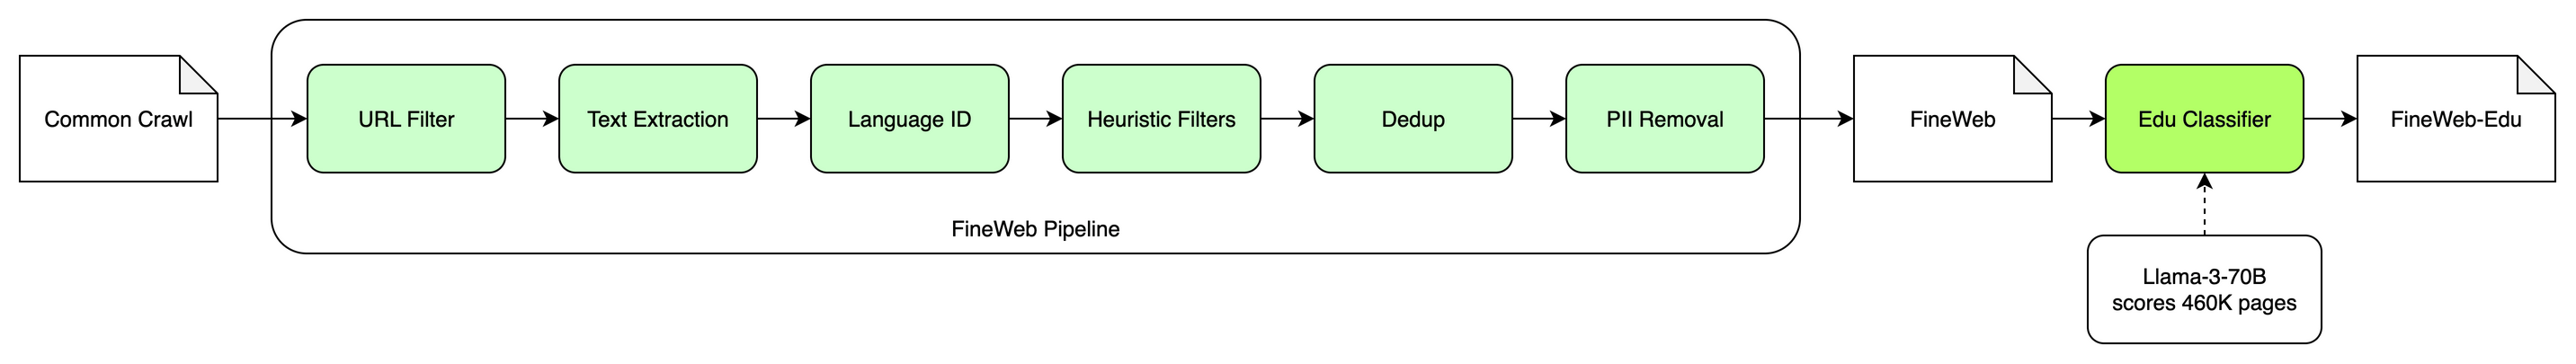 Common Crawl
URL Filter
Text Extraction
Language ID
Heuristic Filters
Dedup
PII Removal
FineWeb Pipeline
FineWeb
Edu Classifier
FineWeb-Edu
Llama-3-70B
scores 460K pages